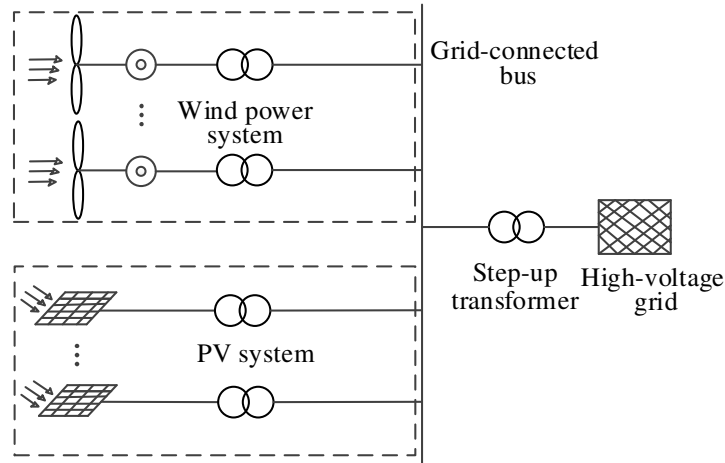 Grid-connected
bus
Wind power
system
Step-up
transformer
High-voltage
grid
PV system